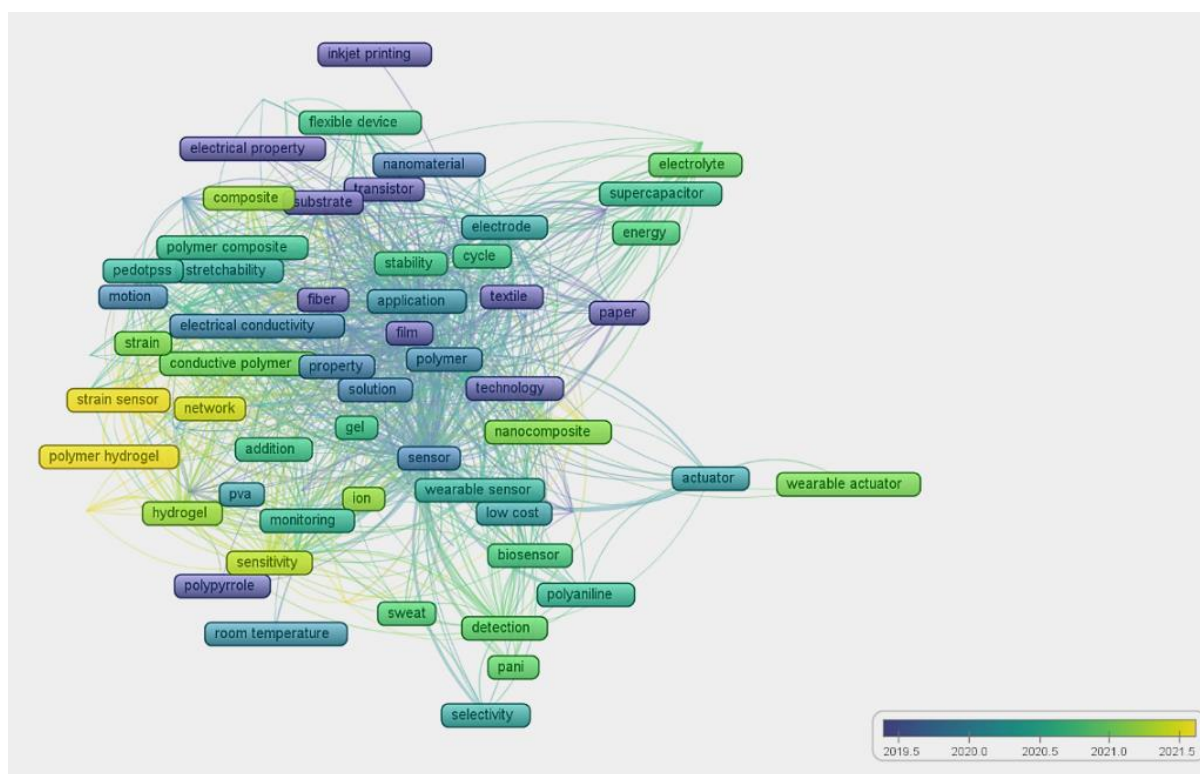 inkjet printing
flexible device
electrical property
nanomaterial
electrolyte
transistor
supercapacitor
composite
substrate
electrode
energy
polymer composite
cycle
stability
pedotpss
stretchability
motion
fiber
application
textile
paper
electrical conductivity
film
strain
polymer
conductive polymer
property
solution
technology
strain sensor
network
gel
nanocomposite
addition
polymer hydrogel
sensor
actuator
wearable actuator
wearable sensor
pva
ion
hydrogel
monitoring
low cost
biosensor
sensitivity
polypyrrole
polyaniline
sweat
room temperature
detection
pani
selectivity
2019.5 2020.0 2020.5 2021.0 2021.5